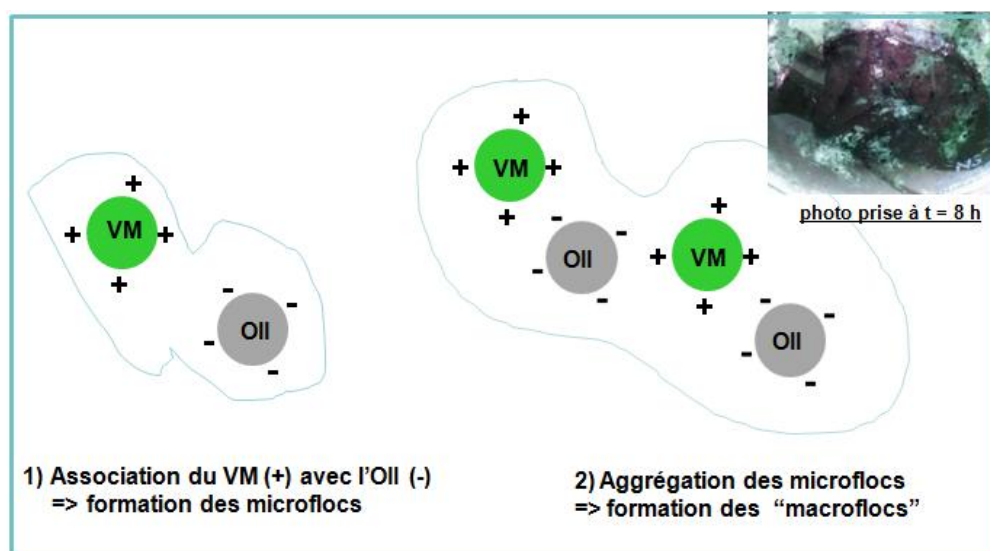 photo prise à t = 8 h
+
+ VM +
+
-
- OII -
-
+
+ VM +
+
-
- OII -
-
+
+ VM +
+
-
- OII -
-
1) Association du VM (+) avec l'OII (-)
=> formation des microflocs
2) Aggrégation des microflocs
=> formation des “macroflocs”